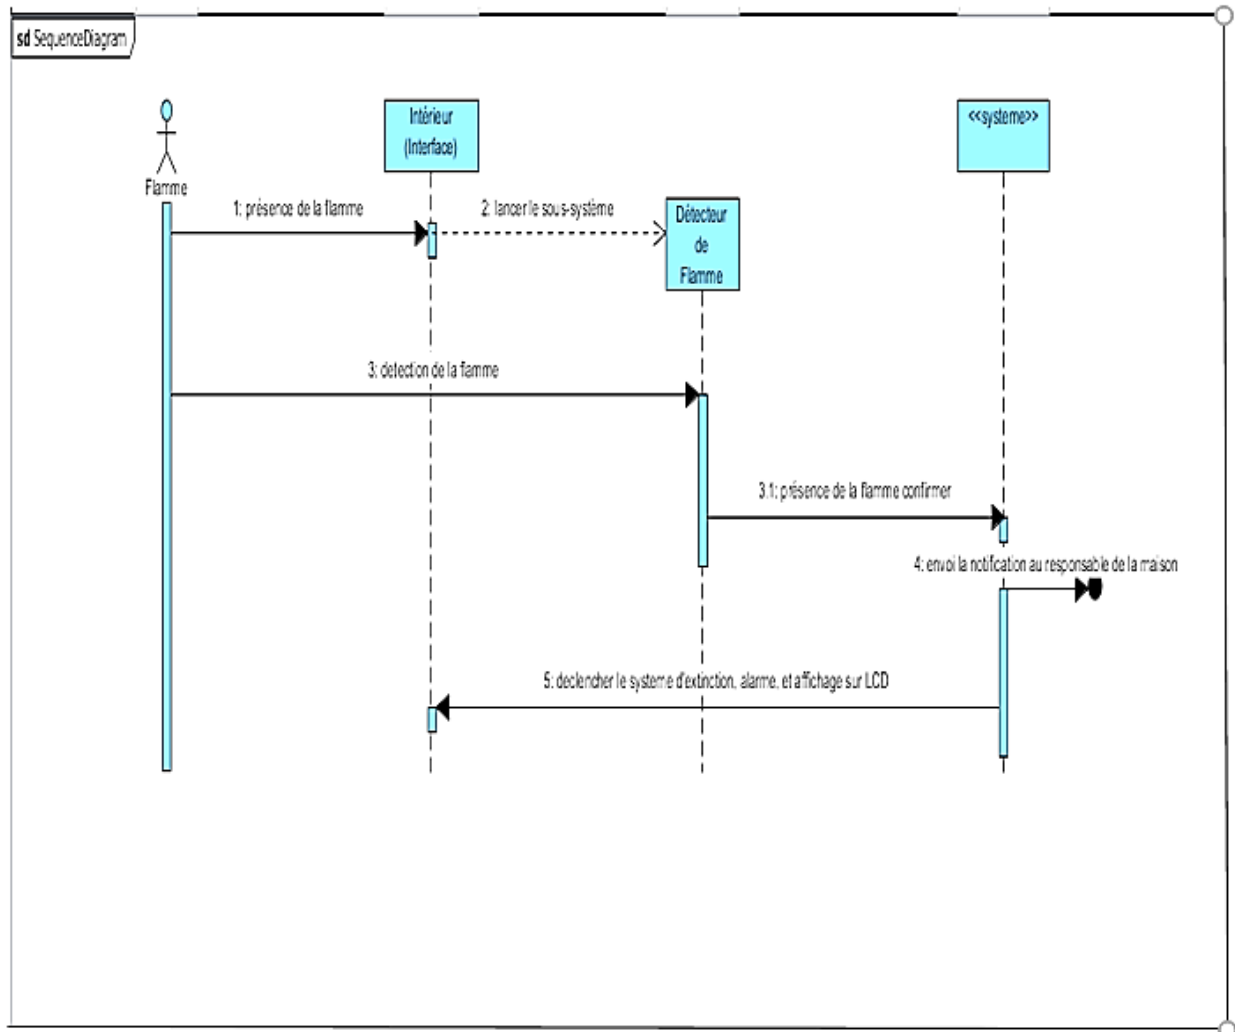 sd SequenceDiagram
Intérieur
(Interface)
<<systeme>>
Flamme
1: présence de la flamme
2: lancer le sous-système
Détecteur
de
Flamme
3: detection de la flamme
3.1: présence de la flamme confirmer
4: envoi la notification au responsable de la maison
5: declencher le systeme d'extinction, alarme, et affichage sur LCD